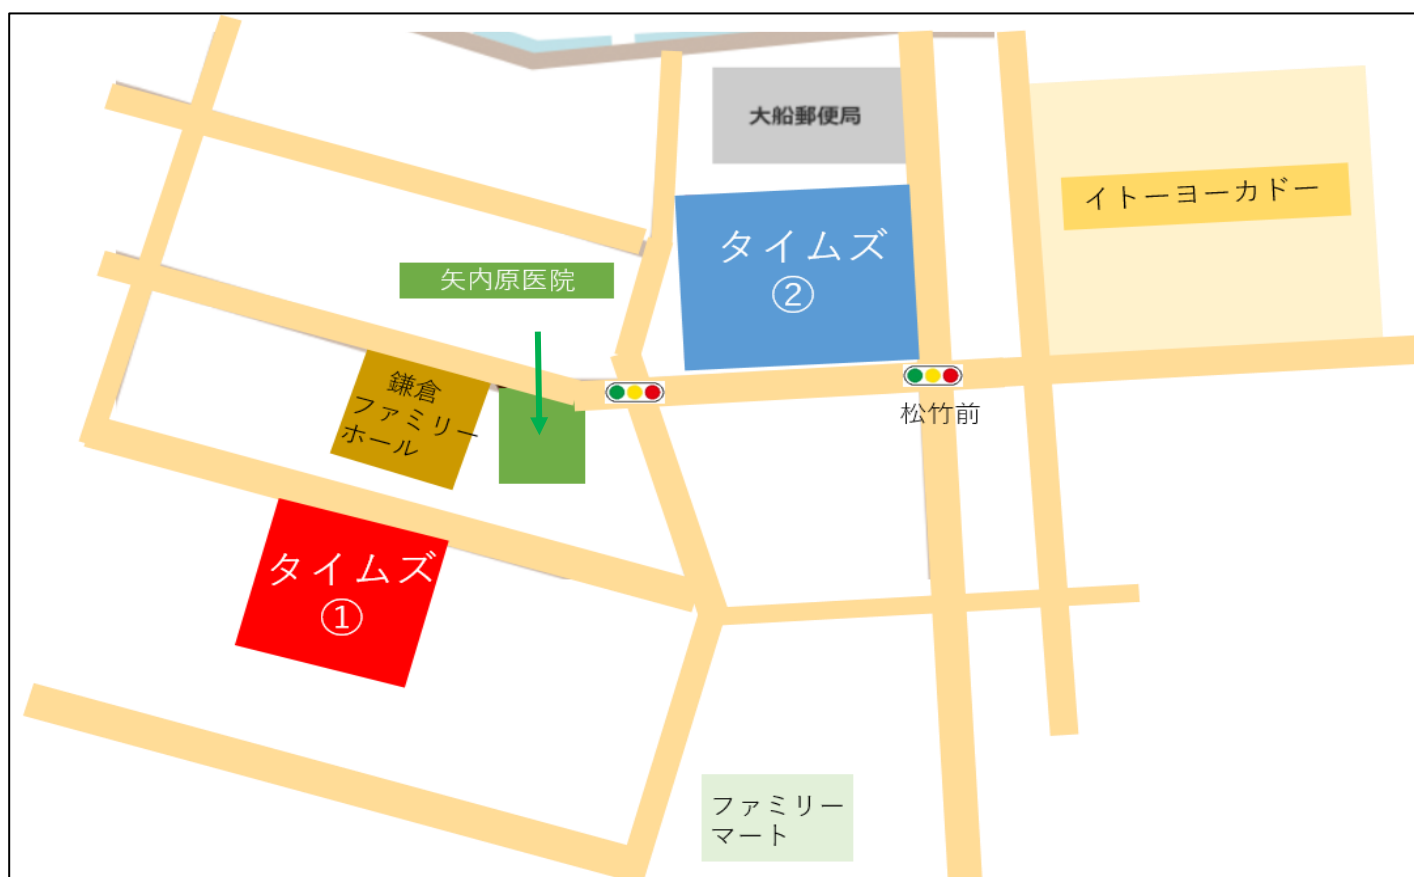 大船郵便局
イトーヨーカドー
タイムズ
②
矢内原医院
鎌倉
ファミリー
ホール
松竹前
タイムズ
①
ファミリー
マート